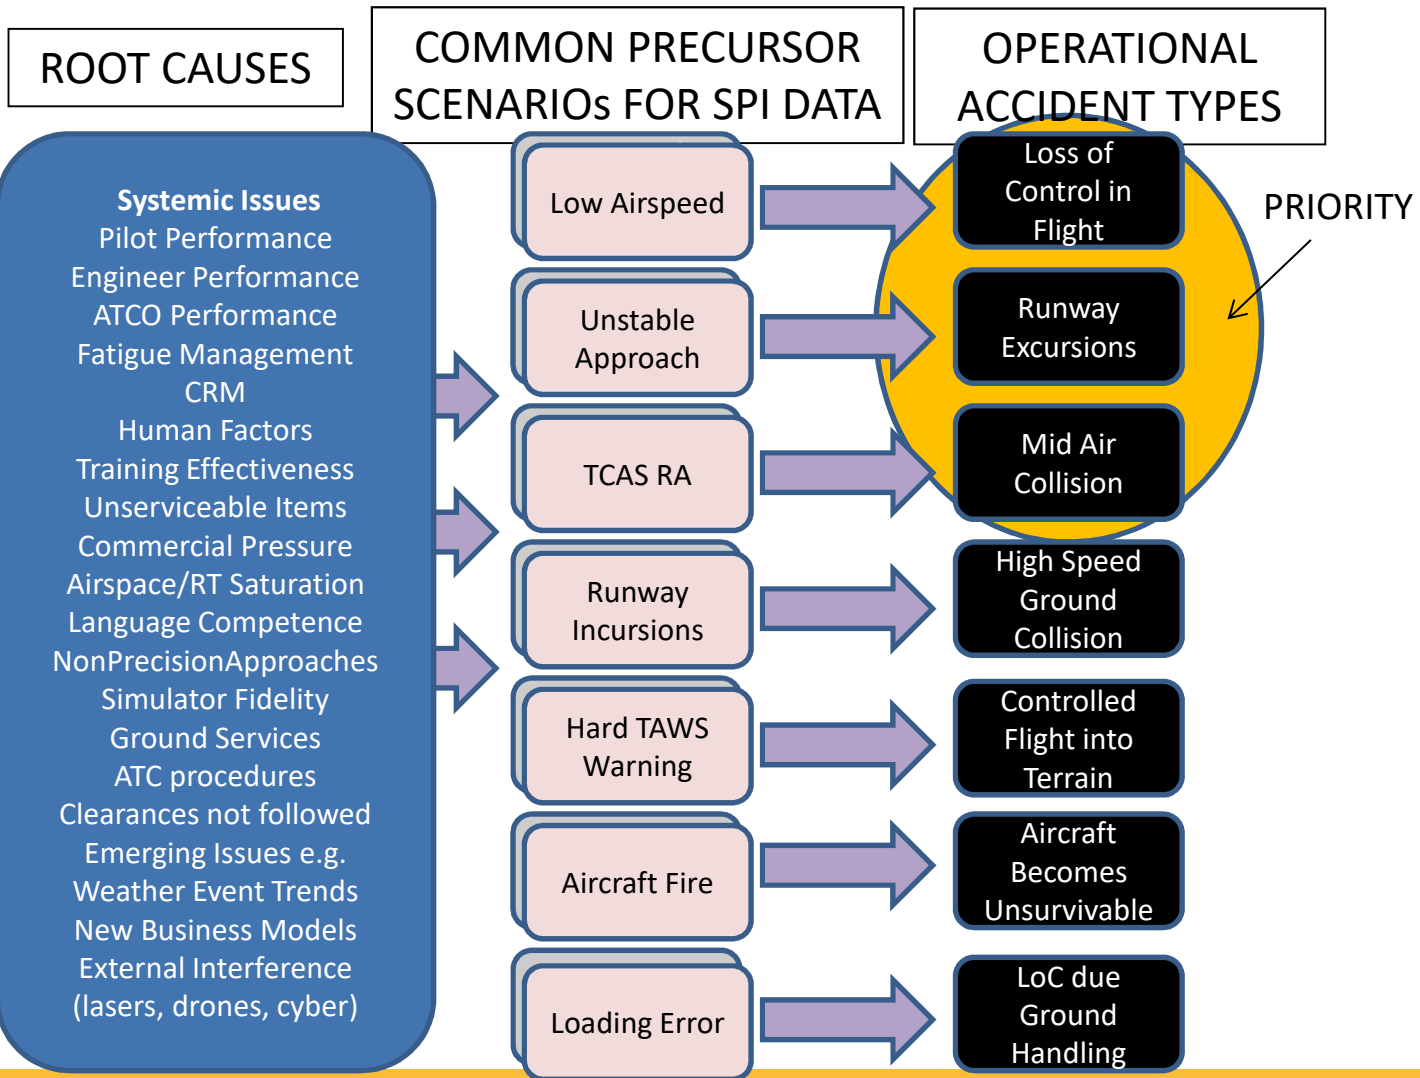 ROOT CAUSES
COMMON PRECURSOR
SCENARIOs FOR SPI DATA
OPERATIONAL
ACCIDENT TYPES
Systemic Issues
Pilot Performance
Engineer Performance
ATCO Performance
Fatigue Management
CRM
Human Factors
Training Effectiveness
Unserviceable Items
Commercial Pressure
Airspace/RT Saturation
Language Competence
NonPrecisionApproaches
Simulator Fidelity
Ground Services
ATC procedures
Clearances not followed
Emerging Issues e.g.
Weather Event Trends
New Business Models
External Interference
(lasers, drones, cyber)
Low Airspeed
Unstable
Approach
TCAS RA
Runway
Incursions
Hard TAWS
Warning
Aircraft Fire
Loading Error
Loss of
Control in
Flight
Runway
Excursions
Mid Air
Collision
High Speed
Ground
Collision
Controlled
Flight into
Terrain
Aircraft
Becomes
Unsurvivable
LoC due
Ground
Handling
PRIORITY